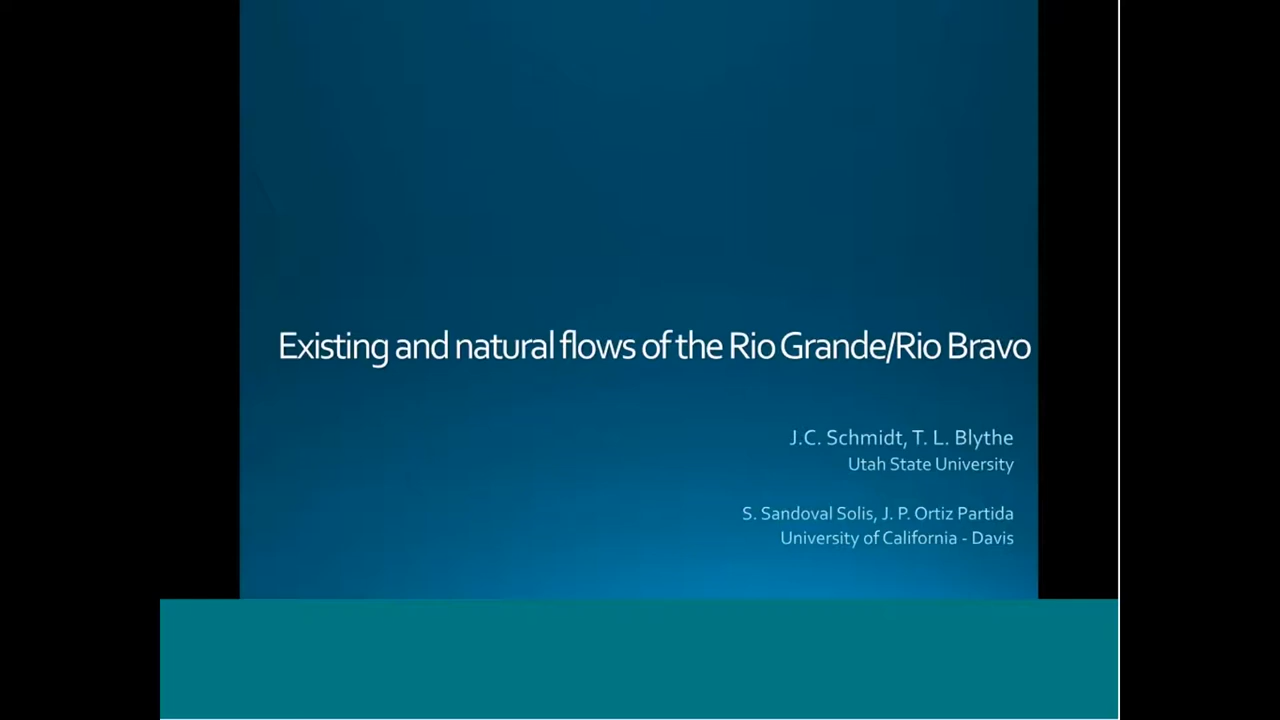 Existing and natural flows of the Rio Grande/Rio Bravo
J.C. Schmidt, T. L. Blythe
Utah State University
S. Sandoval Solis, J. P. Ortiz Partida
University of California - Davis